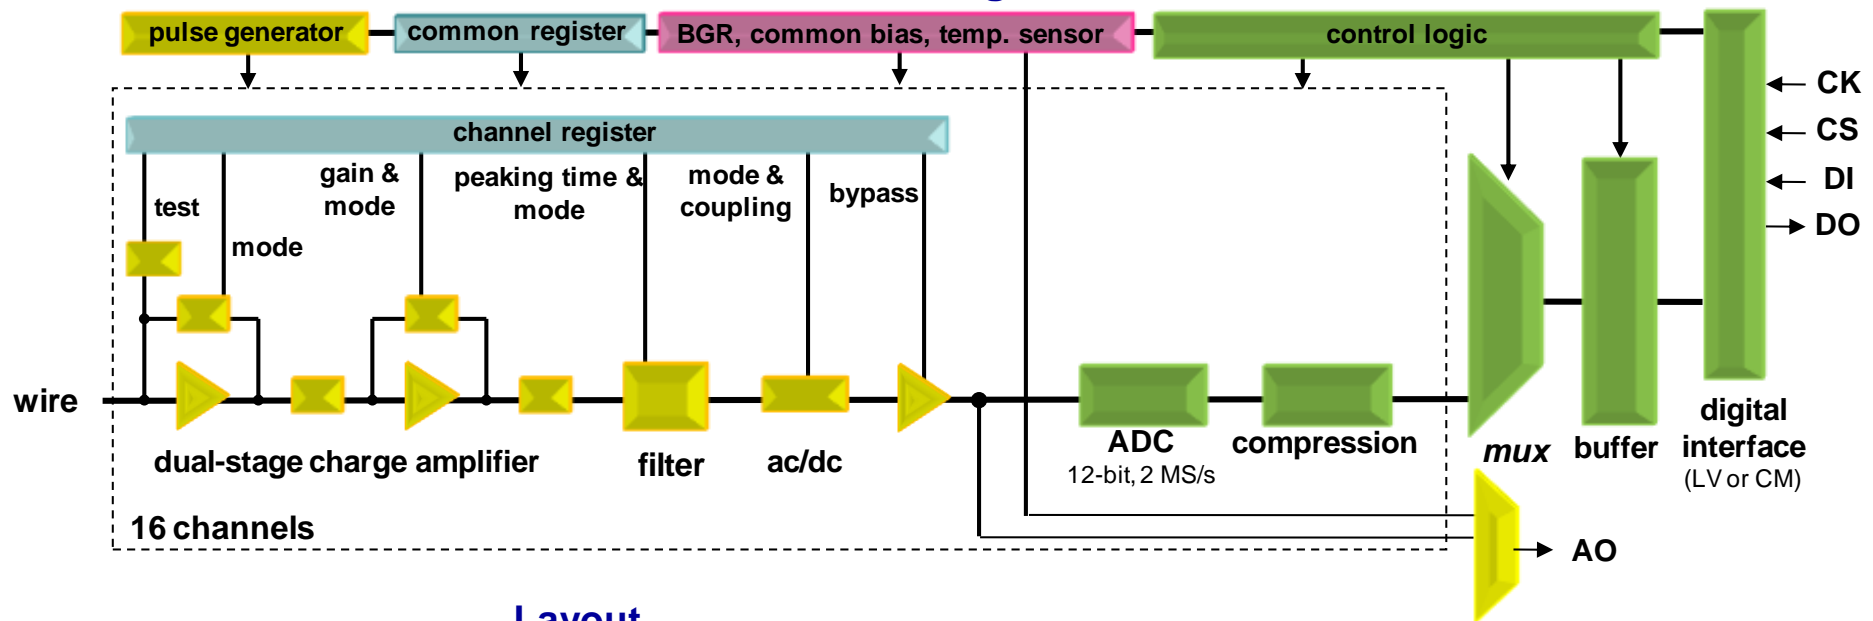 pulse generator
common register
BGR, common bias, temp. sensor
control logic
CK
CS
DI
DO
channel register
test
mode
gain &
mode
peaking time &
mode
mode &
coupling
bypass
wire
dual-stage charge amplifier
filter
ac/dc
ADC
12-bit, 2 MS/s
compression
mux
buffer
digital
interface
(LV or CM)
16 channels
AO
Layout